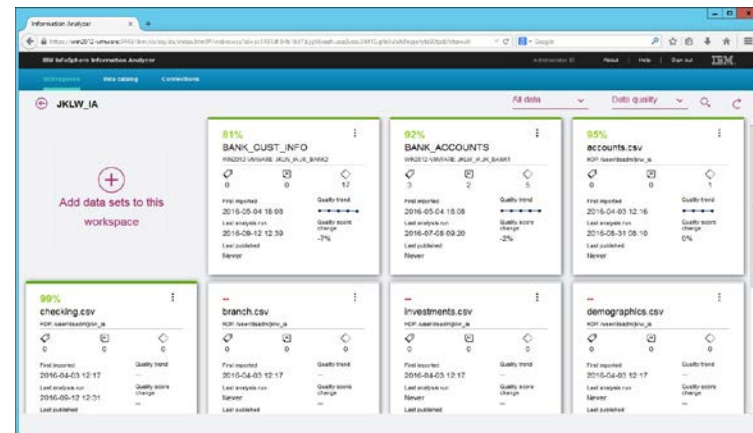 Information Analyzer
Google
IBM InfoSphere Information Analyzer
About | Help | Sign out IBM
Workspaces Data catalog Connections
JKLW_IA All data Data quality
Add data sets to this
workspace
81%
BANK_CUST_INFO
0 0 17
First imported Quality trend
2016-05-04 18:08
Last analysis run Quality score
2016-09-12 12:39 change
-7%
Last published
Never
92%
BANK_ACCOUNTS
3 2 5
First imported Quality trend
2016-05-04 18:08
Last analysis run Quality score
2016-07-08 09:20 change
-2%
Last published
Never
95%
accounts.csv
0 0 1
First imported Quality trend
2016-04-03 12:16
Last analysis run Quality score
2016-08-31 08:10 change
0%
Last published
Never
99%
checking.csv
0 0 0
First imported Quality trend
2016-04-03 12:17 --
Last analysis run Quality score
2016-09-12 12:31 change
--
Last published
--
branch.csv
0 0 0
First imported Quality trend
2016-04-03 12:17 --
Last analysis run Quality score
Never change
--
Last published
--
investments.csv
0 0 0
First imported Quality trend
2016-04-03 12:17 --
Last analysis run Quality score
Never change
--
Last published
--
demographics.csv
0 0 0
First imported Quality trend
2016-04-03 12:17 --
Last analysis run Quality score
Never change
--
Last published